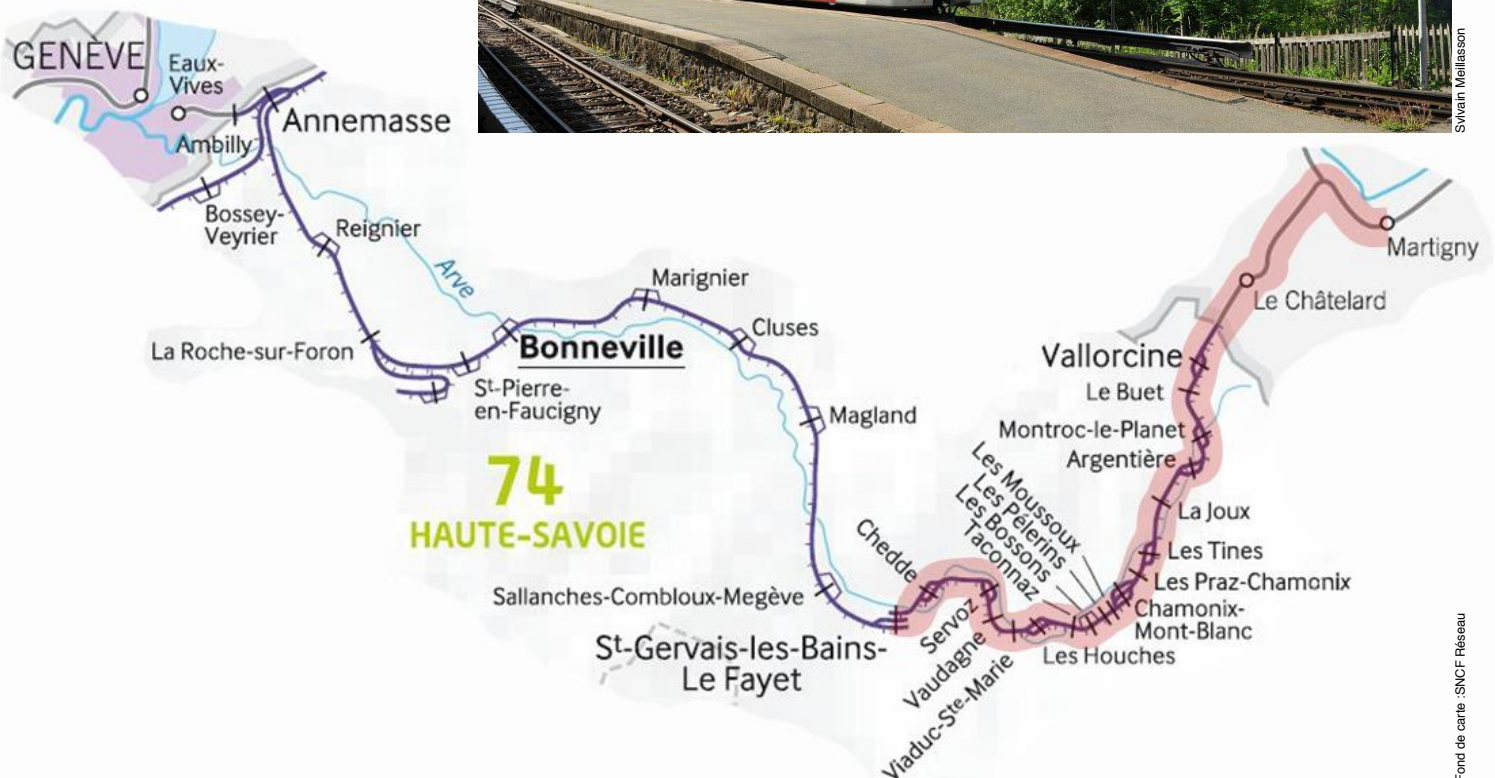 Sylvain Meillasson
GENÈVE
Eaux-
Vives
Annemasse
Ambilly
Bossey-
Veyrier
Reignier
Arve
Martigny
Marignier
Le Châtelard
Cluses
La Roche-sur-Foron
Bonneville
Vallorcine
Le Buet
St-Pierre-
en-Faucigny
Magland
Montroc-le-Planet
Argentière
74
HAUTE-SAVOIE
Les Moussoux
Les Pélerins
Les Bossons
Taconnaz
La Joux
Les Tines
Chedde
Les Praz-Chamonix
Sallanches-Combloux-Megève
Chamonix-
Mont-Blanc
Servoz
St-Gervais-les-Bains-
Le Fayet
Vaudagne
Les Houches
Viaduc-Ste-Marie
Fond de carte :SNCF Réseau